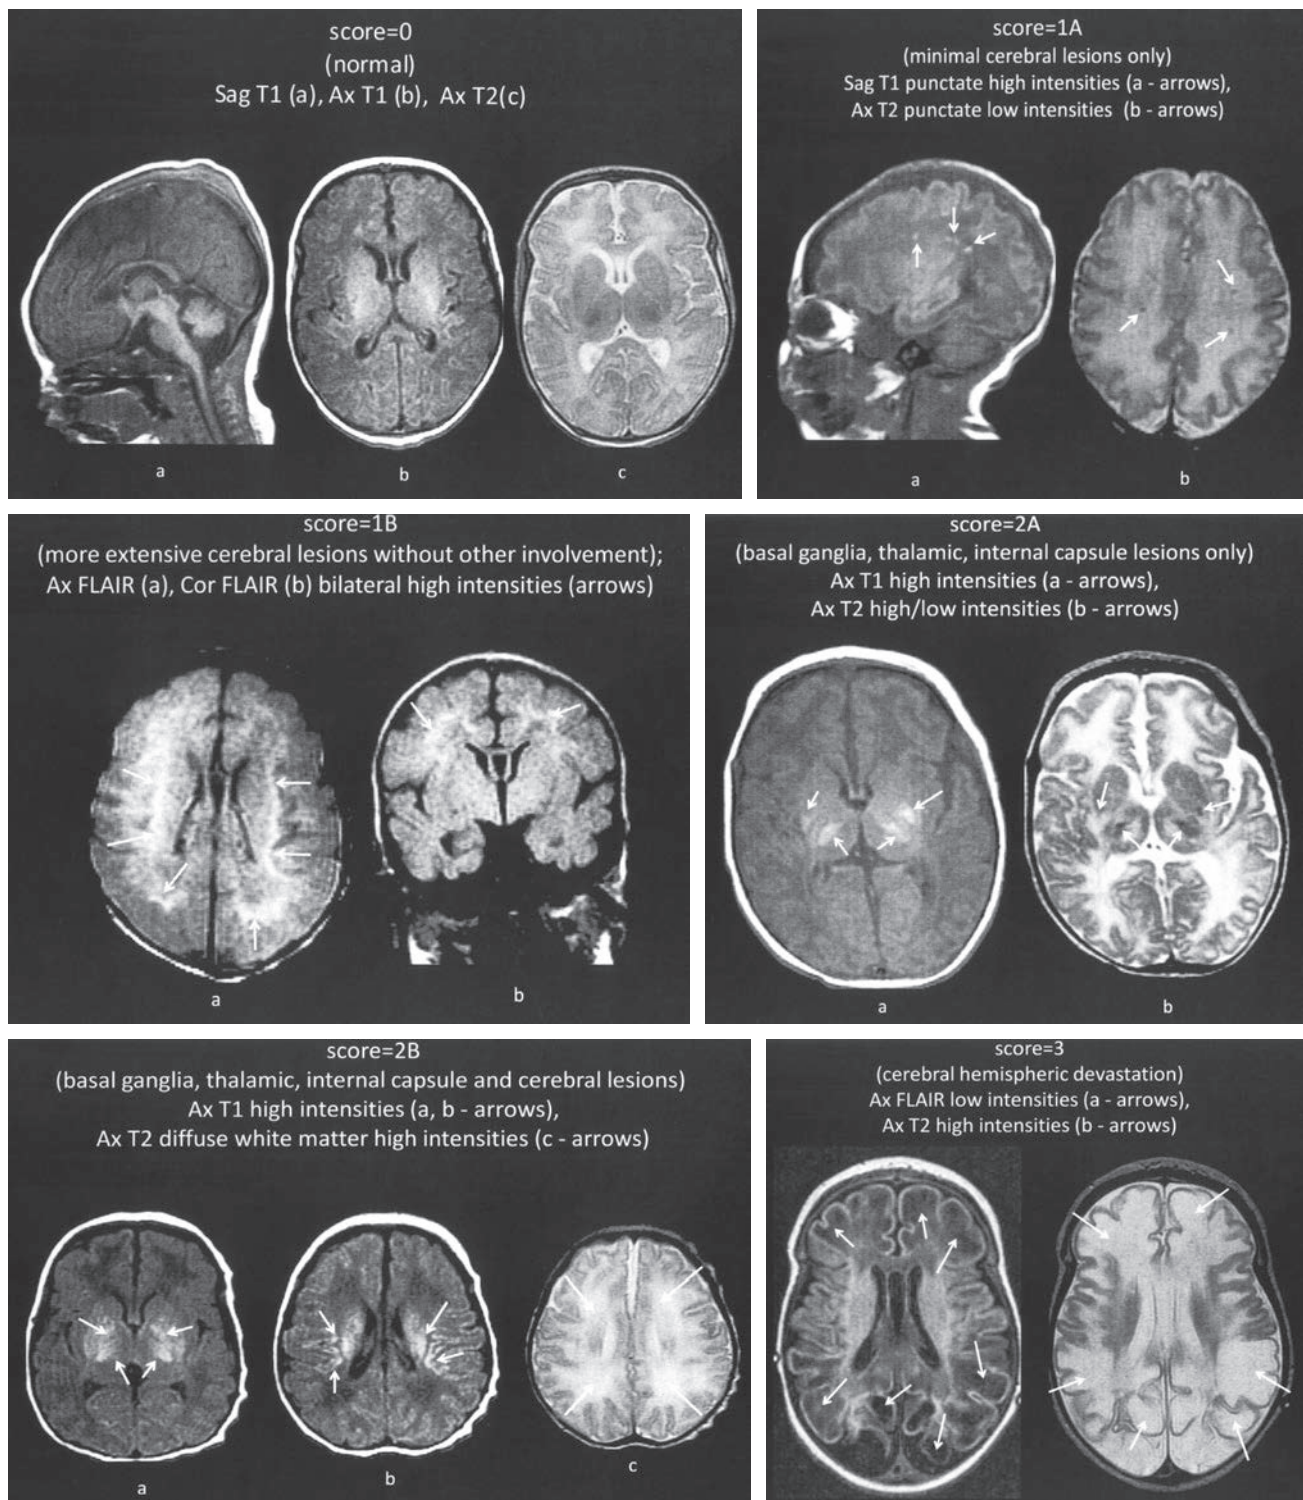 score=0
(normal)
Sag T1 (a), Ax T1 (b), Ax T2(c)
a
b
c
score=1A
(minimal cerebral lesions only)
Sag T1 punctate high intensities (a - arrows),
Ax T2 punctate low intensities (b - arrows)
a
b
score=1B
(more extensive cerebral lesions without other involvement);
Ax FLAIR (a), Cor FLAIR (b) bilateral high intensities (arrows)
a
b
score=2A
(basal ganglia, thalamic, internal capsule lesions only)
Ax T1 high intensities (a - arrows),
Ax T2 high/low intensities (b - arrows)
a
b
score=2B
(basal ganglia, thalamic, internal capsule and cerebral lesions)
Ax T1 high intensities (a, b - arrows),
Ax T2 diffuse white matter high intensities (c - arrows)
a
b
c
score=3
(cerebral hemispheric devastation)
Ax FLAIR low intensities (a - arrows),
Ax T2 high intensities (b - arrows)